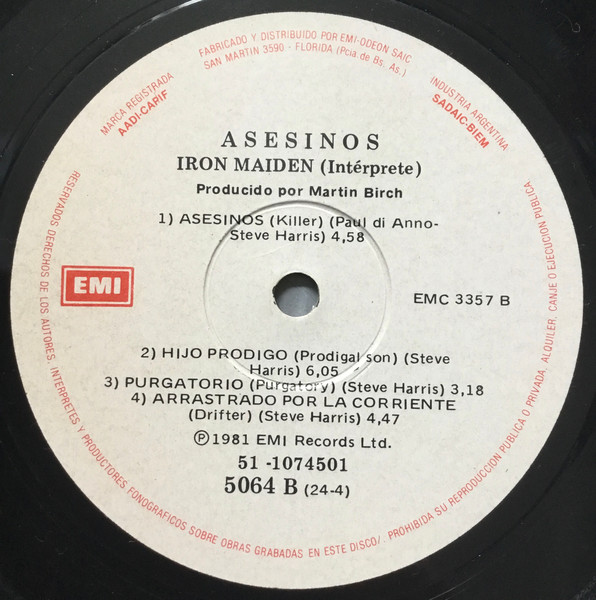 FABRICADO Y DISTRIBUIDO POR EMI-ODEON SAIC
SAN MARTIN 3590 - FLORIDA (Pcia de Bs. As.)
MARCA REGISTRADA
AADI-CAPIF
INDUSTRIA ARGENTINA
SADAIC-BIEM
ASESINOS
IRON MAIDEN (Intérprete)
Producido por Martin Birch
1) ASESINOS (Killer) (Paul di Anno-
Steve Harris) 4,58
EMI
EMC 3357 B
2) HIJO PRODIGO (Prodigal son) (Steve
Harris) 6,05
3) PURGATORIO (Purgatory) (Steve Harris) 3,18
4) ARRASTRADO POR LA CORRIENTE
(Drifter) (Steve Harris) 4,47
Ⓟ1981 EMI Records Ltd.
51 -1074501
5064 B (24-4)
RESERVADOS DERECHOS DE LOS AUTORES, INTERPRETES Y PRODUCTORES FONOGRAFICOS SOBRE OBRAS GRABADAS EN ESTE DISCO/. PROHIBIDA SU REPRODUCCION PUBLICA O PRIVADA, ALQUILER, CANJE O EJECUCION PUBLICA